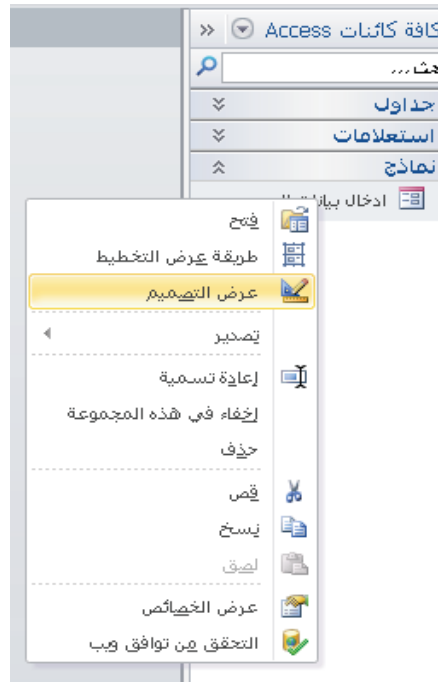 كافة كائنات Access
بحث...
جداول
استعلامات
نماذج
ادخال
فتح
طريقة عرض التخطيط
عرض التصميم
تصدير
إعادة تسمية
إخفاء في هذه المجموعة
حذف
قص
نسخ
لصق
عرض الخصائص
التحقق من توافق ويب